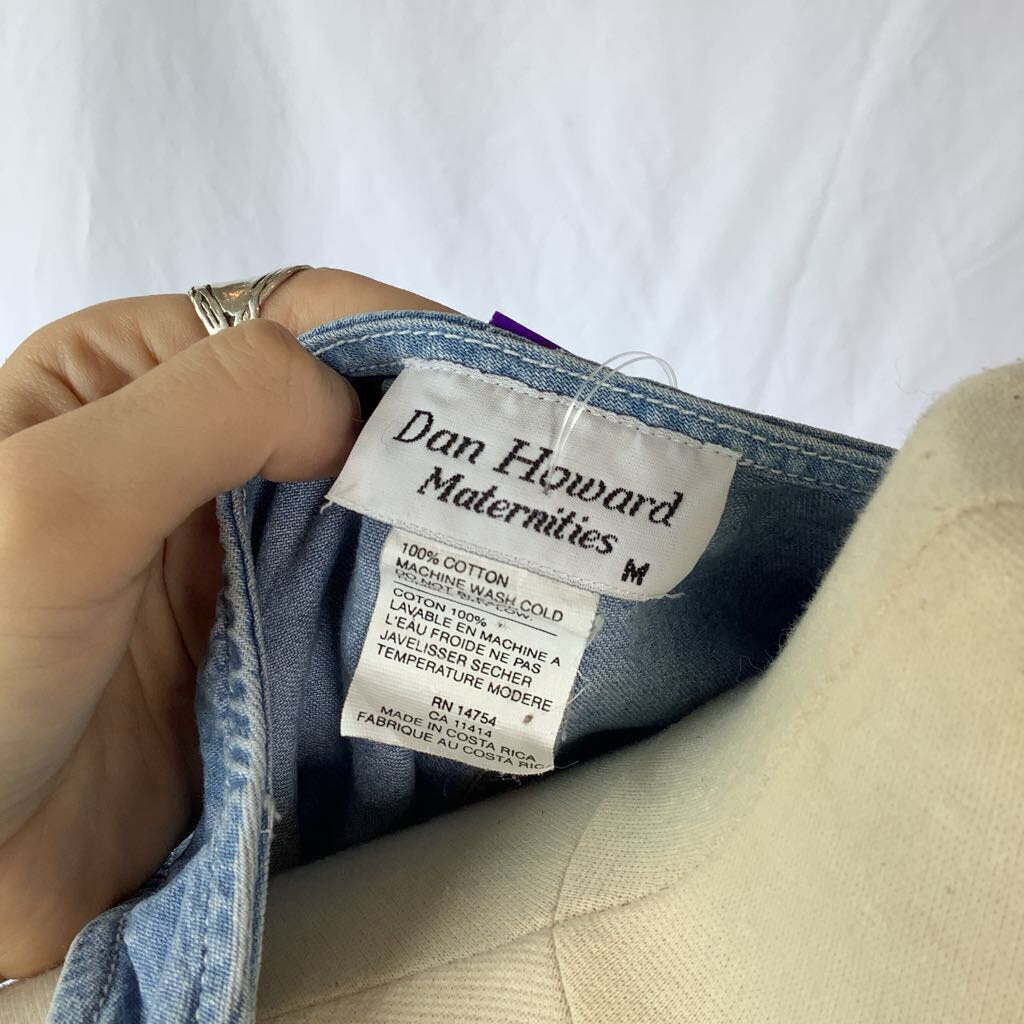 Dan Howard
Maternities
M
100% COTTON
MACHINE WASH COLD
COTON 100%
LAVABLE EN MACHINE A
L'EAU FROIDE NE PAS
JAVELISSER SECHER
TEMPERATURE MODERE
RN 14754
CA 11414
MADE IN COSTA RICA
FABRIQUE AU COSTA RIC